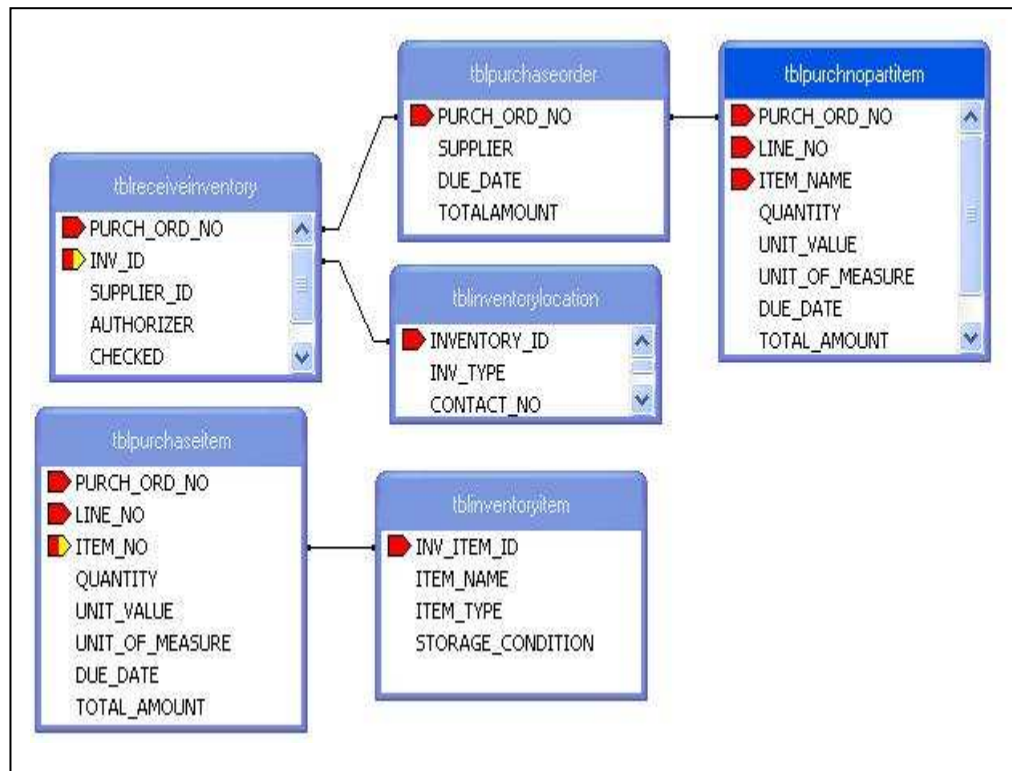 tblpurchaseorder
PURCH_ORD_NO
SUPPLIER
DUE_DATE
TOTALAMOUNT
tblpurchnopartitem
PURCH_ORD_NO
LINE_NO
ITEM_NAME
QUANTITY
UNIT_VALUE
UNIT_OF_MEASURE
DUE_DATE
TOTAL_AMOUNT
tblreceiveinventory
PURCH_ORD_NO
INV_ID
SUPPLIER_ID
AUTHORIZER
CHECKED
tblinventorylocation
INVENTORY_ID
INV_TYPE
CONTACT_NO
tblpurchaseitem
PURCH_ORD_NO
LINE_NO
ITEM_NO
QUANTITY
UNIT_VALUE
UNIT_OF_MEASURE
DUE_DATE
TOTAL_AMOUNT
tblinventoryitem
INV_ITEM_ID
ITEM_NAME
ITEM_TYPE
STORAGE_CONDITION